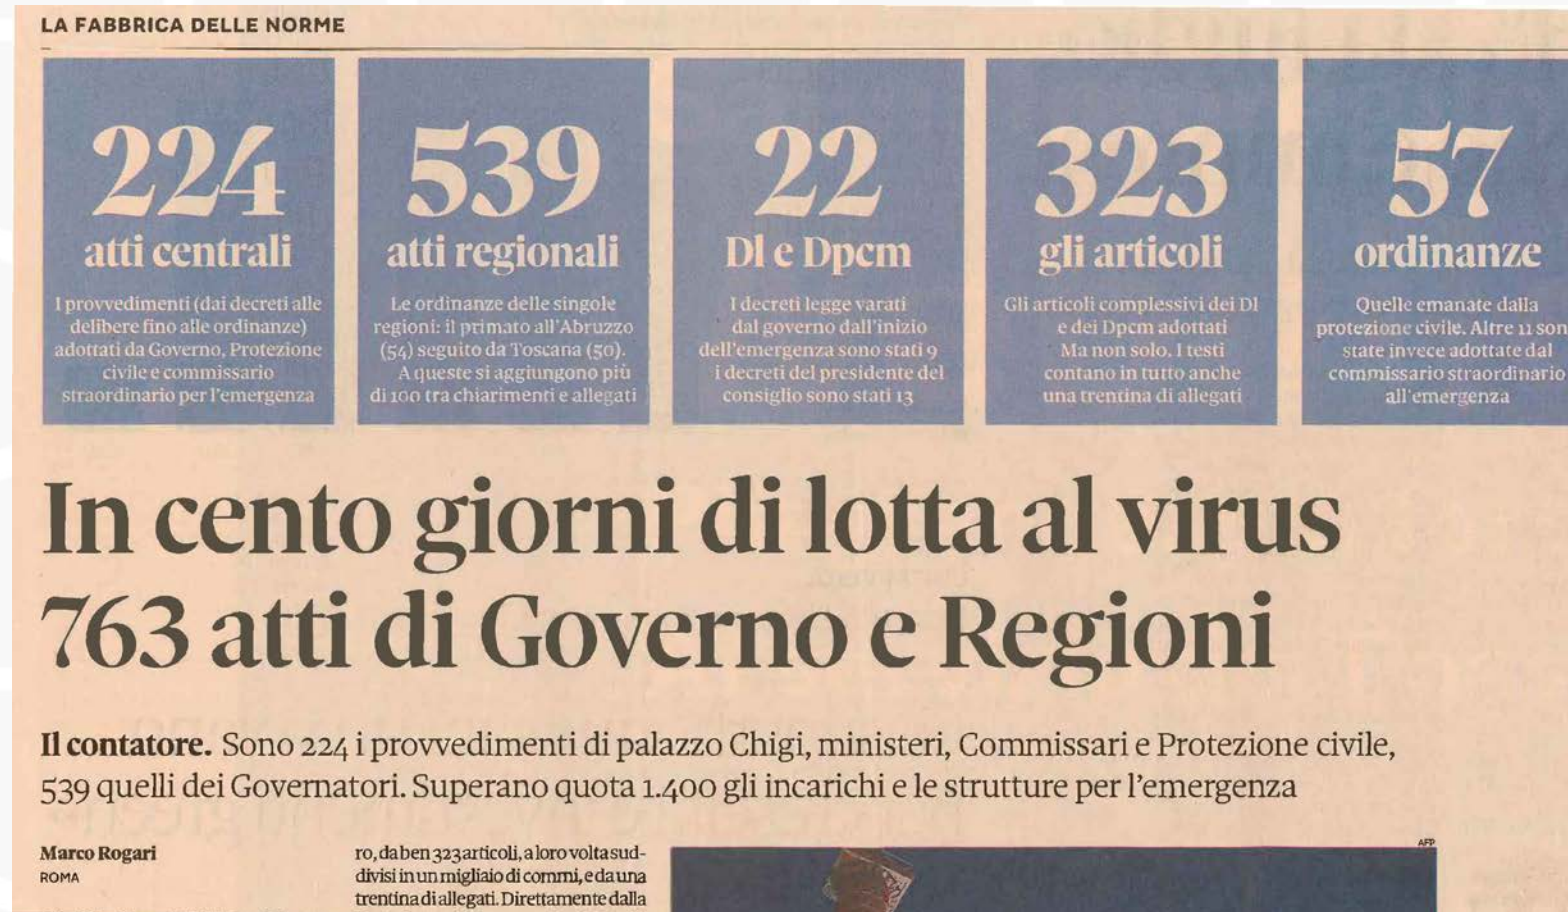 LA FABBRICA DELLE NORME
224
atti centrali
I provvedimenti (dai decreti alle
delibere fino alle ordinanze)
adottati da Governo, Protezione
civile e commissario
straordinario per l'emergenza
539
atti regionali
Le ordinanze delle singole
regioni: il primato all'Abruzzo
(54) seguito da Toscana (50).
A queste si aggiungono più
di 100 tra chiarimenti e allegati
22
Dl e Dpcm
I decreti legge varati
dal governo dall'inizio
dell'emergenza sono stati 9
i decreti del presidente del
consiglio sono stati 13
323
gli articoli
Gli articoli complessivi dei Dl
e dei Dpcm adottati
Ma non solo. I testi
contano in tutto anche
una trentina di allegati
57
ordinanze
Quelle emanate dalla
protezione civile. Altre 11 son
state invece adottate dal
commissario straordinario
all'emergenza
In cento giorni di lotta al virus
763 atti di Governo e Regioni
Il contatore. Sono 224 i provvedimenti di palazzo Chigi, ministeri, Commissari e Protezione civile,
539 quelli dei Governatori. Superano quota 1.400 gli incarichi e le strutture per l'emergenza
Marco Rogari
ROMA
ro, da ben 323 articoli, a loro volta sud-
divisi in un migliaio di commi, e da una
trentina di allegati. Direttamente dalla
AFP